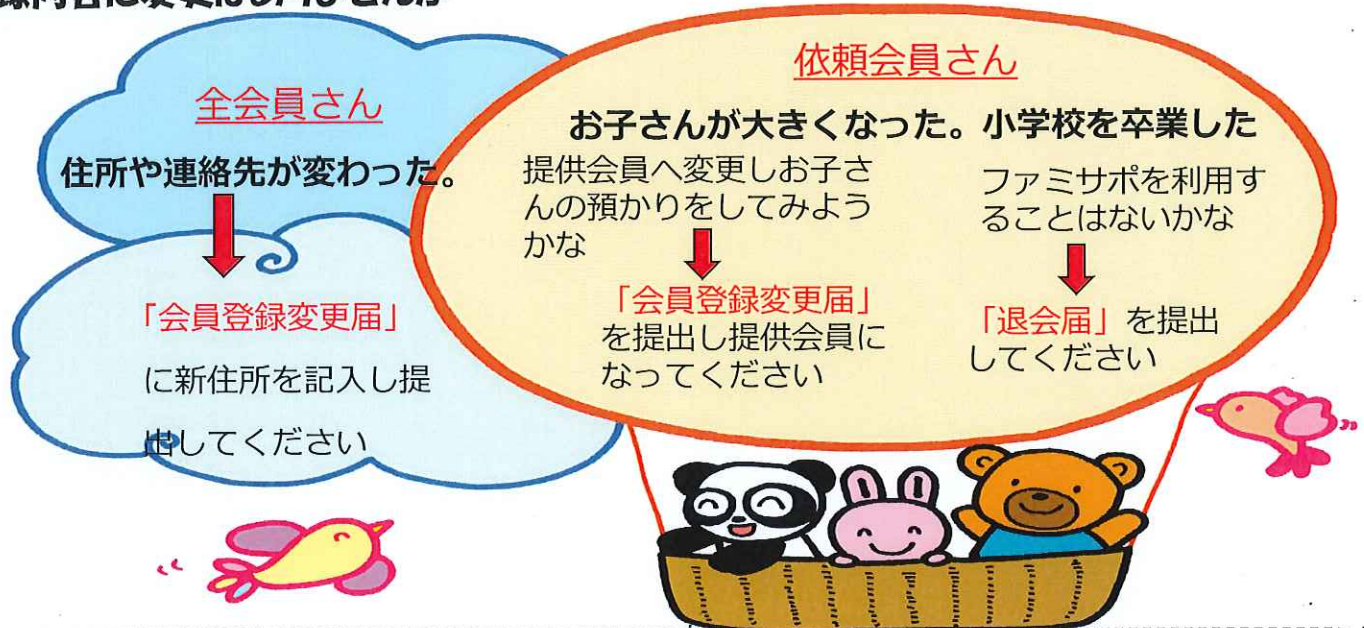 全会員さん
住所や連絡先が変わった。
「会員登録変更届」
に新住所を記入し提
出してください
依頼会員さん
お子さんが大きくなった。小学校を卒業した
提供会員へ変更しお子さ
んの預かりをしてみよう
かな
「会員登録変更届」
を提出し提供会員に
なってください
ファミサポを利用す
ることはないかな
「退会届」を提出
してください